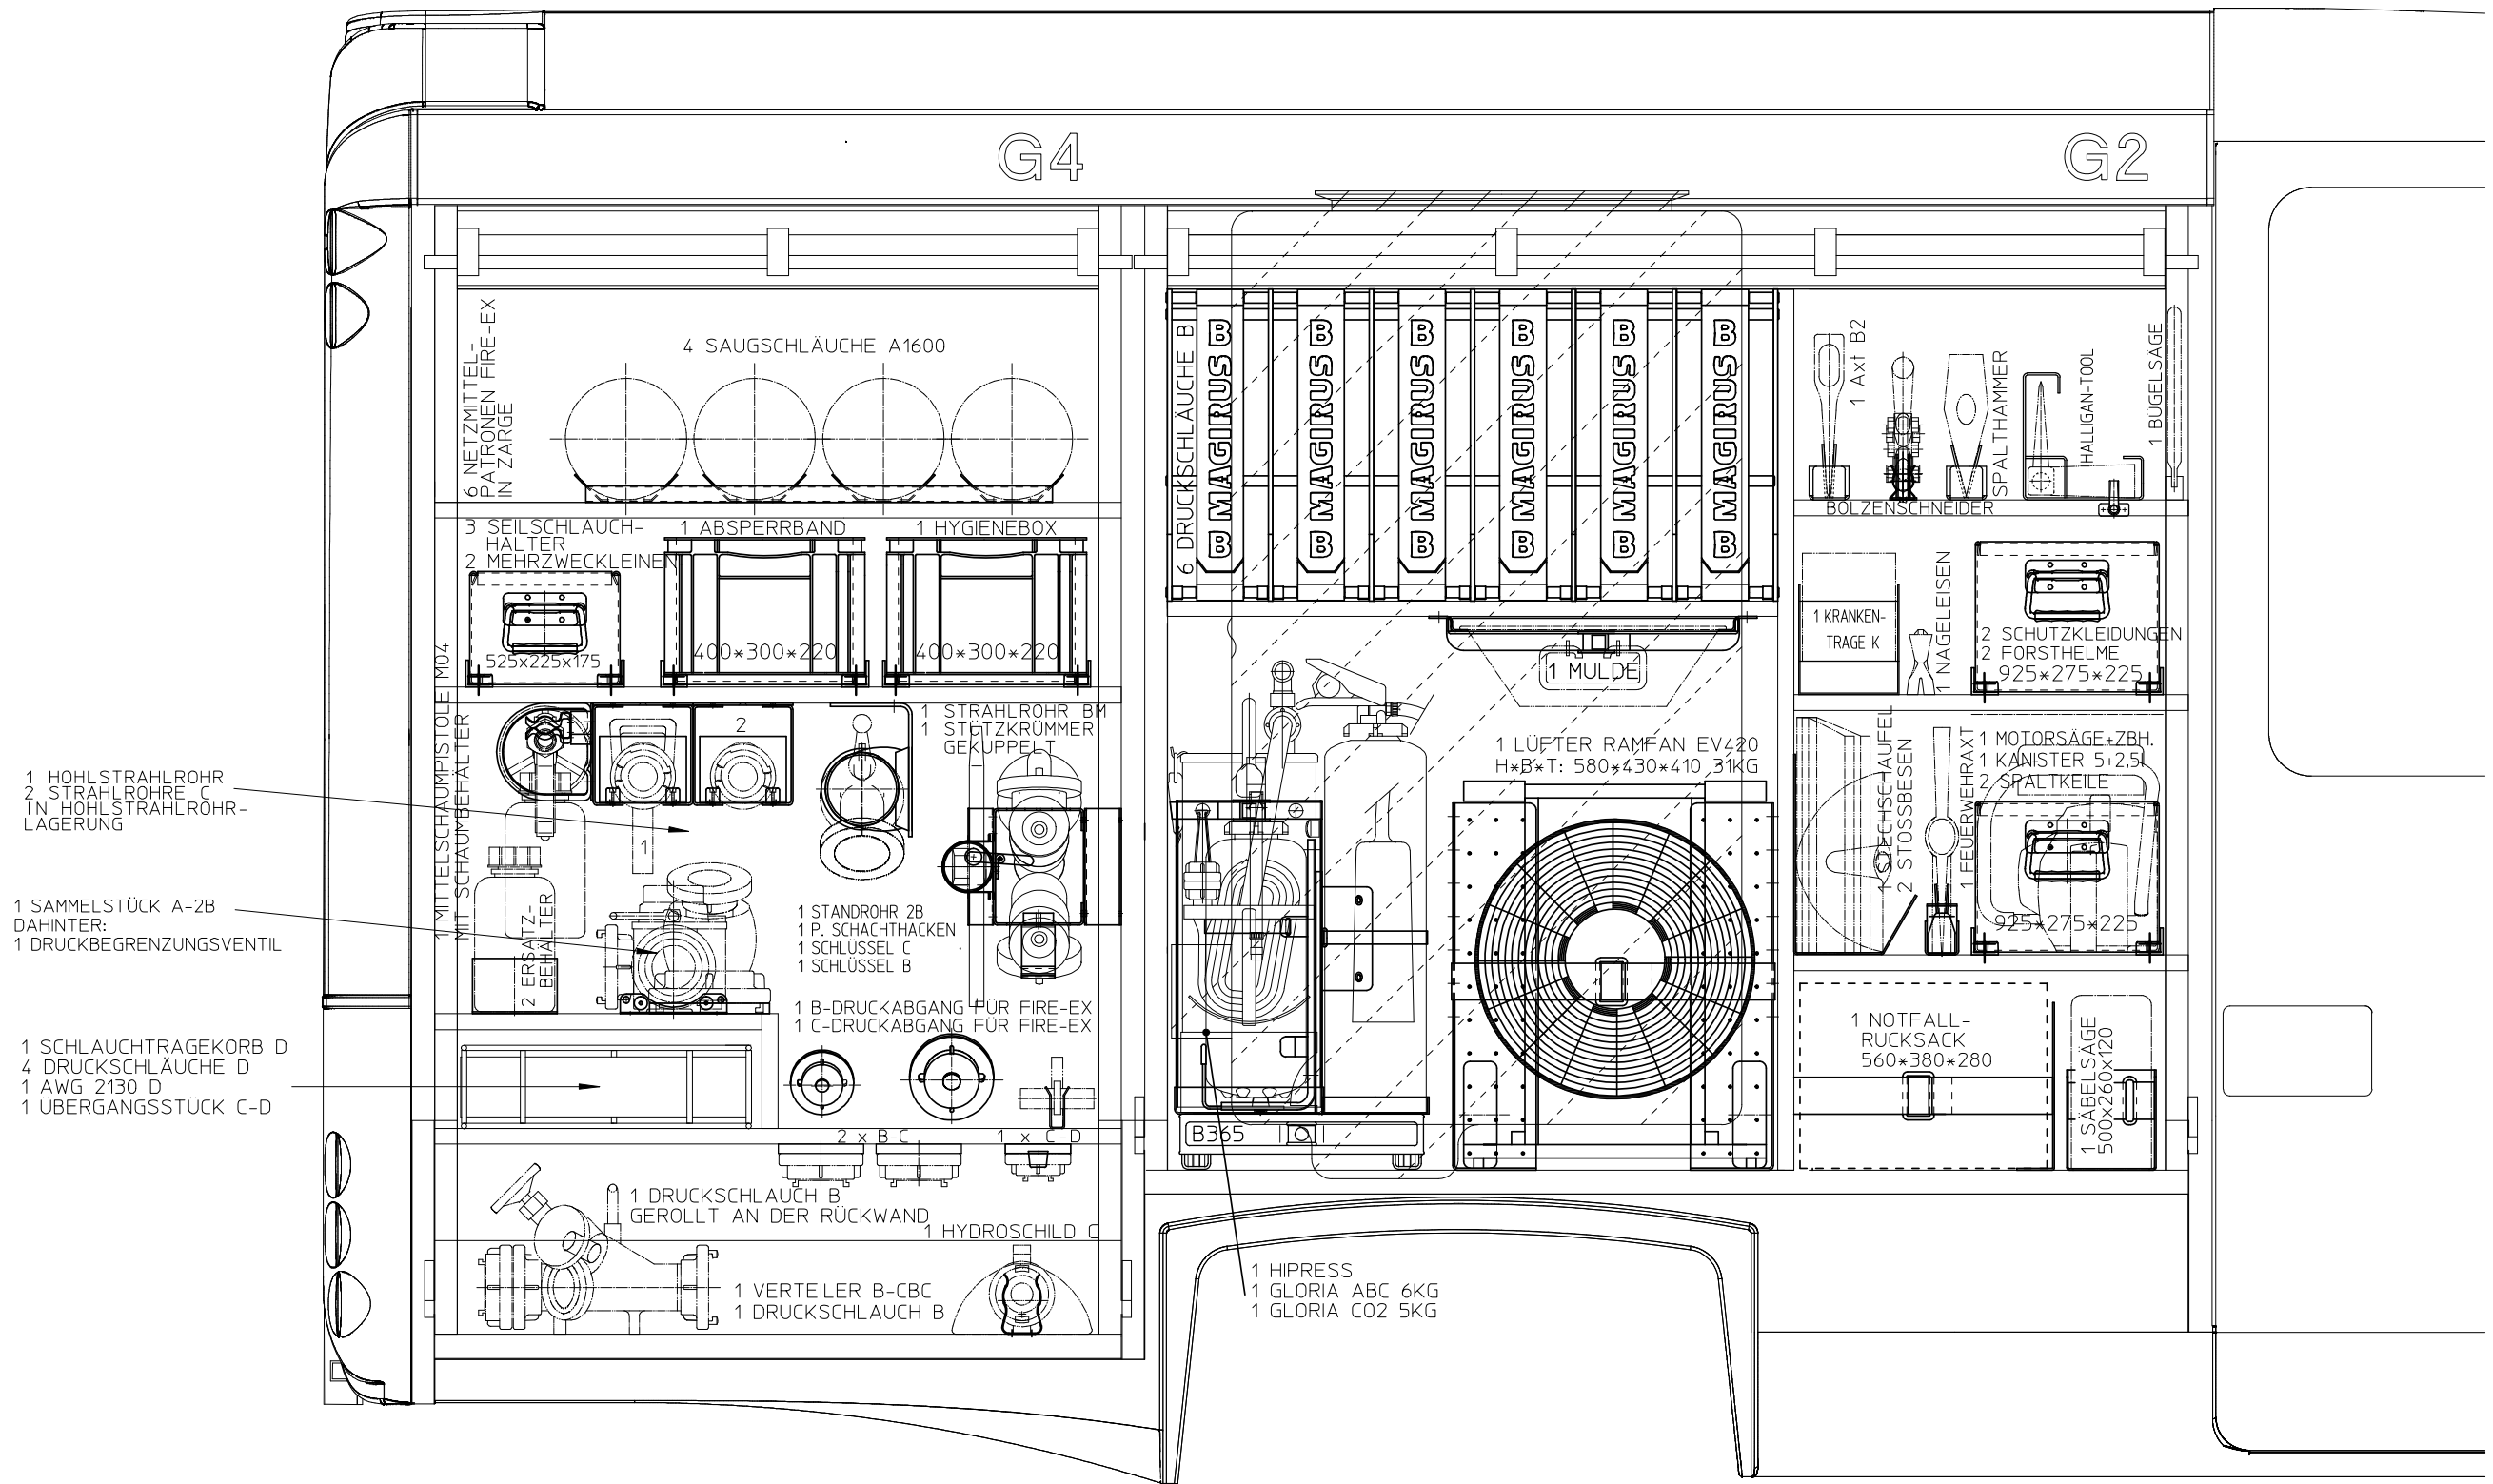 G4
G2
6 NETZMITTEL-
PATRONEN FIRE-EX
IN ZARGE
4 SAUGSCHLÄUCHE A1600
3 SEILSCHLAUCH-
HALTER
2 MEHRZWECKLEINEN
525x225x175
1 ABSPERRBAND
400*300*220
1 HYGIENEBOX
400*300*220
1 MITTELSCHAUMPISTOLE M04
MIT SCHAUMBEHÄLTER
2
1
1 STRAHLROHR BM
1 STÜTZKRÜMMER
GEKUPPELT
1 HOHLSTRAHLROHR
2 STRAHLROHRE C
IN HOHLSTRAHLROHR-
LAGERUNG
1 SAMMELSTÜCK A-2B
DAHINTER:
1 DRUCKBEGRENZUNGSVENTIL
2 ERSATZ-
BEHÄLTER
1 STANDROHR 2B
1 P. SCHACHTHACKEN
1 SCHLÜSSEL C
1 SCHLÜSSEL B
1 B-DRUCKABGANG FÜR FIRE-EX
1 C-DRUCKABGANG FÜR FIRE-EX
1 SCHLAUCHTRAGEKORB D
4 DRUCKSCHLÄUCHE D
1 AWG 2130 D
1 ÜBERGANGSSTÜCK C-D
2 x B-C
1 x C-D
1 DRUCKSCHLAUCH B
GEROLLT AN DER RÜCKWAND
1 HYDROSCHILD C
1 VERTEILER B-CBC
1 DRUCKSCHLAUCH B
6 DRUCKSCHLÄUCHE B
B MAGIRUS B
B MAGIRUS B
B MAGIRUS B
B MAGIRUS B
B MAGIRUS B
B MAGIRUS B
1 MULDE
1 LÜFTER RAMFAN EV420
H*B*T: 580*430*410 31KG
B365
1 HIPRESS
1 GLORIA ABC 6KG
1 GLORIA CO2 5KG
1 Axt B2
SPALTHAMMER
HALLIGAN-TOOL
1 BÜGELSÄGE
BOLZENSCHNEIDER
1 KRANKEN-
TRAGE K
1 NAGELEISEN
2 SCHUTZKLEIDUNGEN
2 FORSTHELME
925*275*225
1 STECHSCHAUFEL
2 STOSSBESEN
1 FEUERWEHRAXT
1 MOTORSÄGE+ZBH.
1 KANISTER 5+2,5l
2 SPALTKEILE
925*275*225
1 NOTFALL-
RUCKSACK
560*380*280
1 SÄBELSÄGE
500x260x120